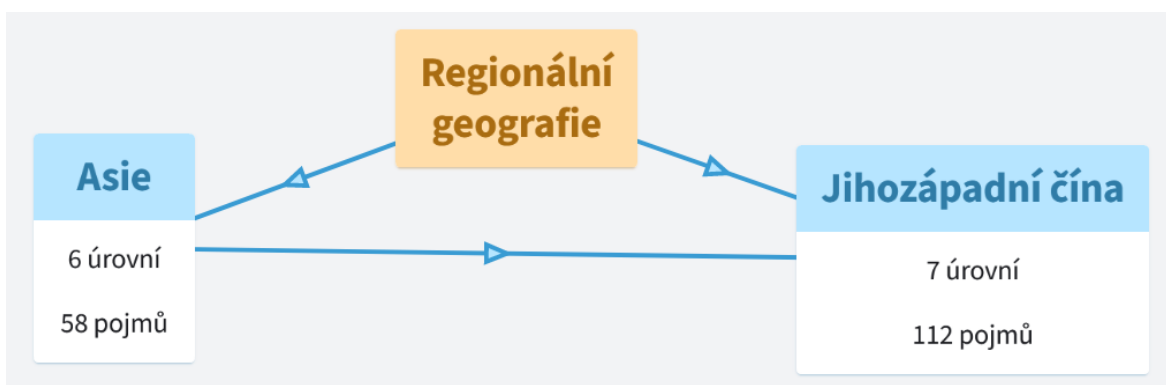 Regionální
geografie
Asie
6 úrovní
58 pojmů
Jihozápadní čína
7 úrovní
112 pojmů